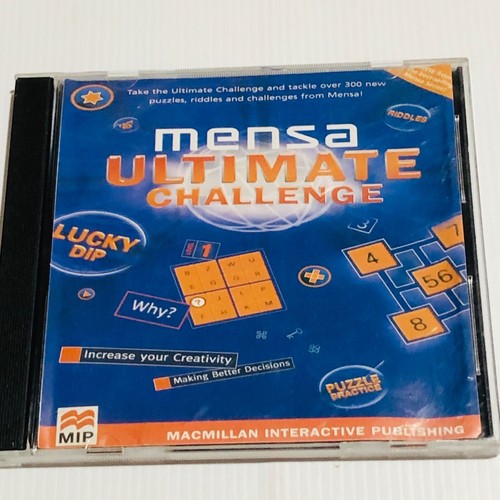 Take the Ultimate Challenge and tackle over 300 new
puzzles, riddles and challenges from Mensa!
RIDDLES
mensa
ULTIMATE
CHALLENGE
LUCKY
DIP
1
3
7
4
56
8
?
Why?
Increase your Creativity
Making Better Decisions
PUZZLE
PRACTICE
MIP
MACMILLAN INTERACTIVE PUBLISHING